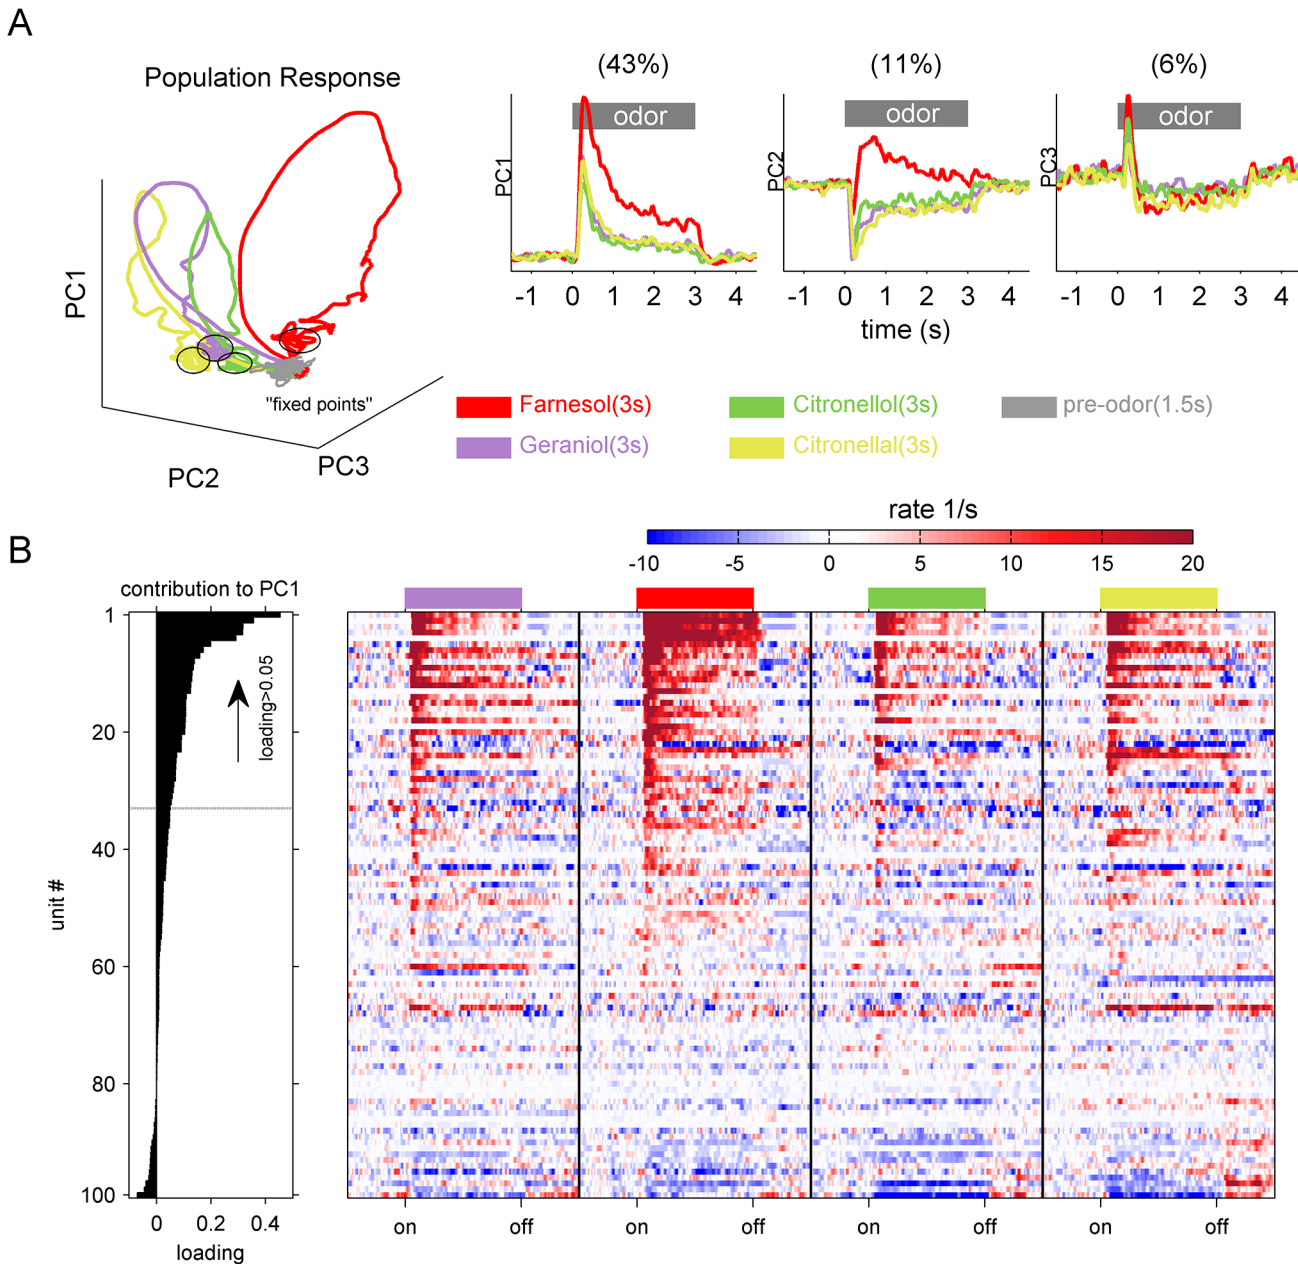 A
Population Response
PC1
PC2
PC3
"fixed points"
(43%)
(11%)
(6%)
odor
odor
odor
PC1
PC2
PC3
-1 0 1 2 3 4
-1 0 1 2 3 4
-1 0 1 2 3 4
time (s)
Farnesol(3s)
Citronellol(3s)
pre-odor(1.5s)
Geraniol(3s)
Citronellal(3s)
B
rate 1/s
-10 -5 0 5 10 15 20
contribution to PC1
1
20
40
60
80
100
unit #
loading>0.05
0 0.2 0.4
loading
on off on off on off on off